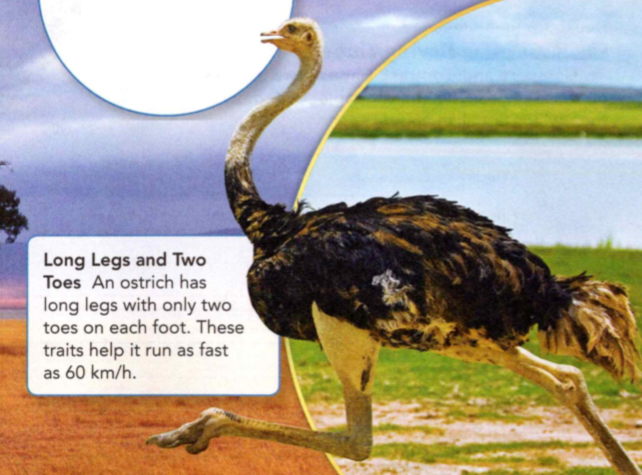 Long Legs and Two
Toes An ostrich has
long legs with only two
toes on each foot. These
traits help it run as fast
as 60 km/h.